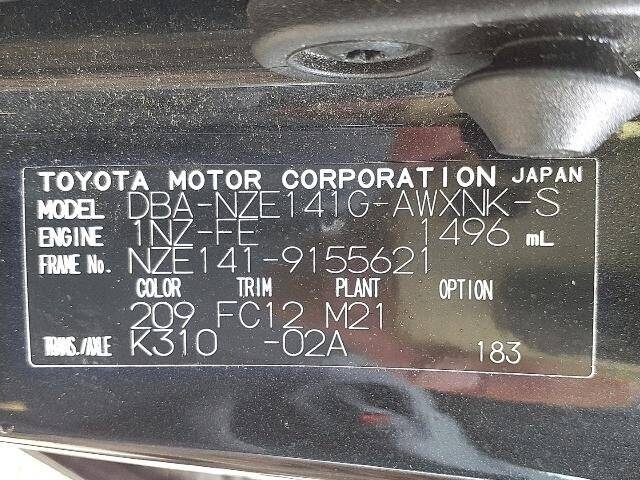 TOYOTA MOTOR CORPORATION JAPAN
MODEL DBA-NZE141G-AWXNK-S
ENGINE 1NZ-FE 1496 mL
FRAME No. NZE141-9155621
COLOR TRIM PLANT OPTION
209 FC12 M21
TRANS./AXLE K310 -02A 183